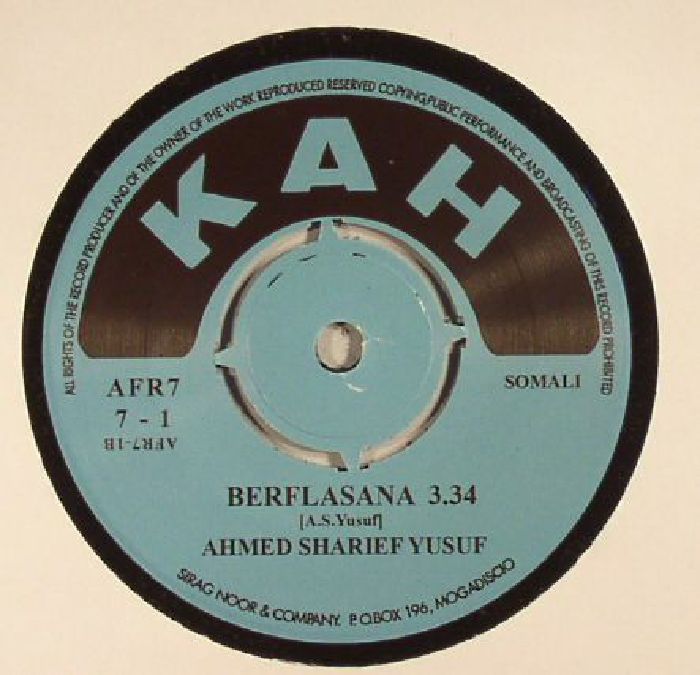 ALL RIGHTS OF THE RECORD PRODUCER AND OF THE OWNER OF THE WORK REPRODUCED RESERVED COPYING, PUBLIC PERFORMANCE AND BROADCASTING OF THIS RECORD PROHIBITED
KAH
AFR7
SOMALI
7 - 1
AFR7-1B
BERFLASANA 3.34
[A.S.Yusuf]
AHMED SHARIEF YUSUF
SIRAG NOOR & COMPANY. P.O.BOX 196, MOGADISCIO